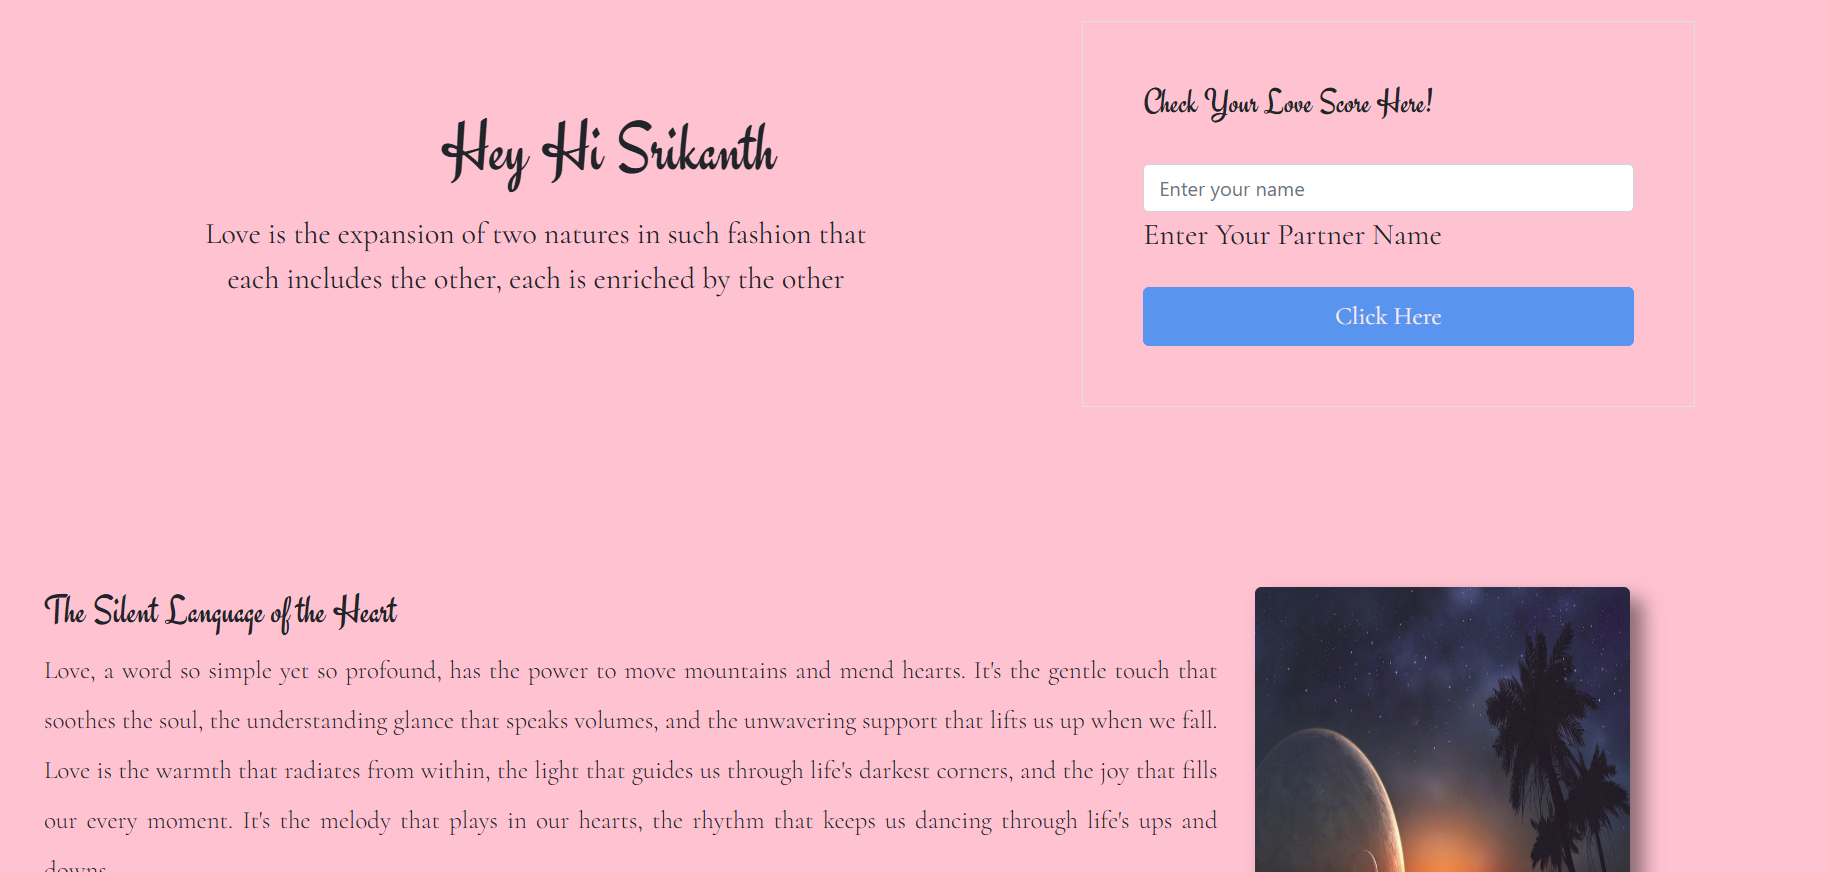 Hey Hi Srikanth
Love is the expansion of two natures in such fashion that
each includes the other, each is enriched by the other
Check Your Love Score Here!
Enter your name
Enter Your Partner Name
Click Here
The Silent Language of the Heart
Love, a word so simple yet so profound, has the power to move mountains and mend hearts. It's the gentle touch that
soothes the soul, the understanding glance that speaks volumes, and the unwavering support that lifts us up when we fall.
Love is the warmth that radiates from within, the light that guides us through life's darkest corners, and the joy that fills
our every moment. It's the melody that plays in our hearts, the rhythm that keeps us dancing through life's ups and
downs.